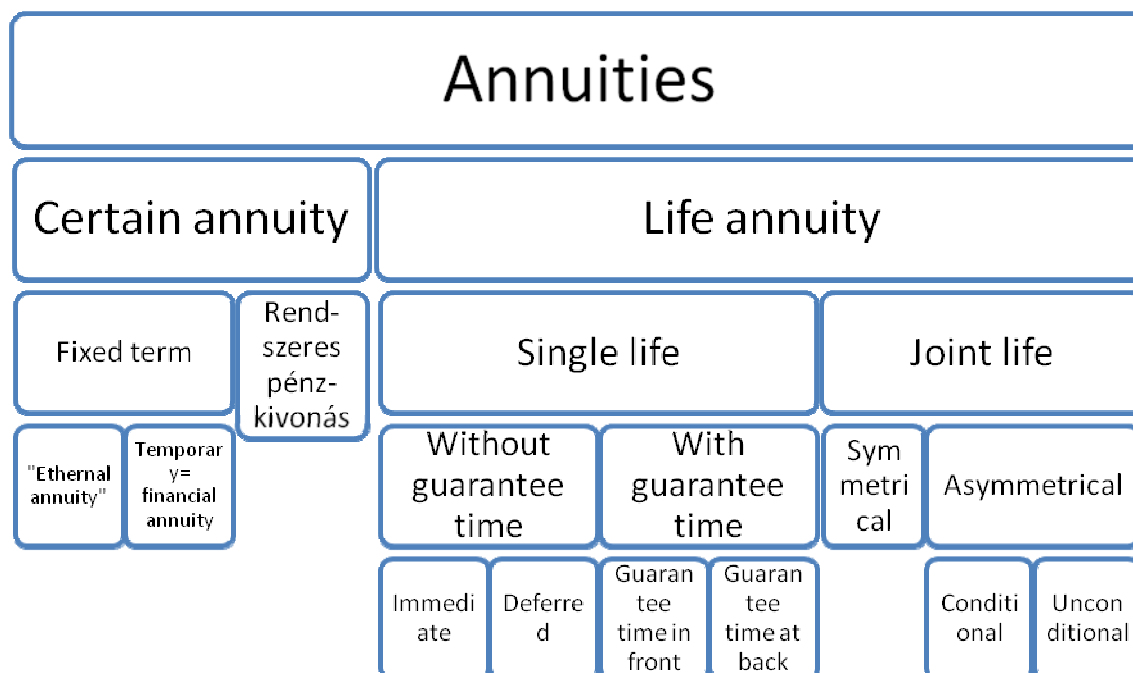 Annuities
Certain annuity
Life annuity
Fixed term
Rend-
szeres
pénz-
kivonás
Single life
Joint life
"Ethernal
annuity"
Temporar
y=
financial
annuity
Without
guarantee
time
With
guarantee
time
Sym
metri
cal
Asymmetrical
Immedi
ate
Deferre
d
Guaran
tee
time in
front
Guaran
tee
time at
back
Conditi
onal
Uncon
ditional